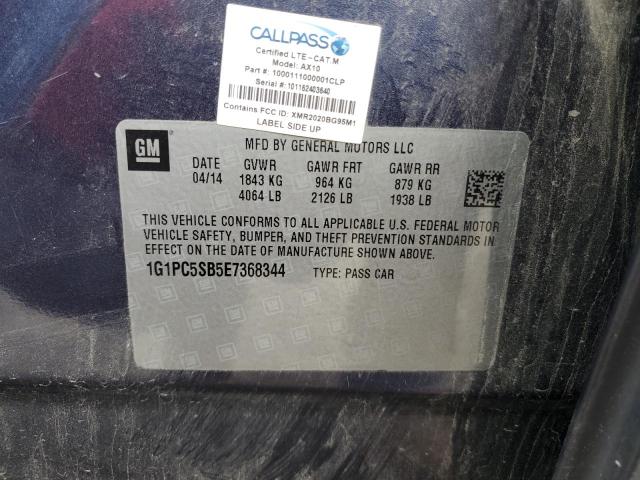 CALLPASS
Certified LTE-CAT.M
Model: AX10
Part #: 1000111000001CLP
Serial #: 101162403640
Contains FCC ID: XMR2020BG95M1
LABEL SIDE UP
GM
MFD BY GENERAL MOTORS LLC
DATE GVWR GAWR FRT GAWR RR
04/14 1843 KG 964 KG 879 KG
4064 LB 2126 LB 1938 LB
THIS VEHICLE CONFORMS TO ALL APPLICABLE U.S. FEDERAL MOTOR
VEHICLE SAFETY, BUMPER, AND THEFT PREVENTION STANDARDS IN
EFFECT ON THE DATE OF MANUFACTURE SHOWN ABOVE.
1G1PC5SB5E7368344 TYPE: PASS CAR